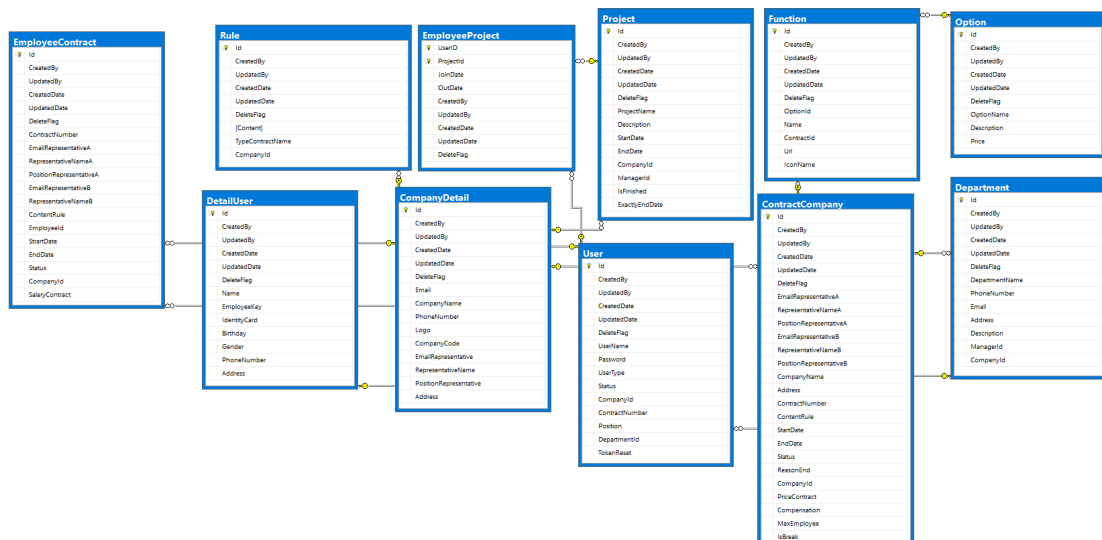 EmployeeContract
Id
CreatedBy
UpdatedBy
CreatedDate
UpdatedDate
DeleteFlag
ContractNumber
EmailRepresentativeA
RepresentativeNameA
PositionRepresentativeA
EmailRepresentativeB
RepresentativeNameB
ContentRule
EmployeeId
StrartDate
EndDate
Status
CompanyId
SalaryContract
Rule
Id
CreatedBy
UpdatedBy
CreatedDate
UpdatedDate
DeleteFlag
[Content]
TypeContractName
CompanyId
EmployeeProject
UserID
ProjectId
JoinDate
OutDate
CreatedBy
UpdatedBy
CreatedDate
UpdatedDate
DeleteFlag
Project
Id
CreatedBy
UpdatedBy
CreatedDate
UpdatedDate
DeleteFlag
ProjectName
Description
StartDate
EndDate
CompanyId
ManagerId
IsFinished
ExactlyEndDate
Function
Id
CreatedBy
UpdatedBy
CreatedDate
UpdatedDate
DeleteFlag
OptionId
Name
ContractId
Url
IconName
Option
Id
CreatedBy
UpdatedBy
CreatedDate
UpdatedDate
DeleteFlag
OptionName
Description
Price
DetailUser
Id
CreatedBy
UpdatedBy
CreatedDate
UpdatedDate
DeleteFlag
Name
EmployeeKey
IdentityCard
Birthday
Gender
PhoneNumber
Address
CompanyDetail
Id
CreatedBy
UpdatedBy
CreatedDate
UpdatedDate
DeleteFlag
Email
CompanyName
PhoneNumber
Logo
CompanyCode
EmailRepresentative
RepresentativeName
PositionRepresentative
Address
User
Id
CreatedBy
UpdatedBy
CreatedDate
UpdatedDate
DeleteFlag
UserName
Password
UserType
Status
CompanyId
ContractNumber
Position
DepartmentId
TokenReset
ContractCompany
Id
CreatedBy
UpdatedBy
CreatedDate
UpdatedDate
DeleteFlag
EmailRepresentativeA
RepresentativeNameA
PositionRepresentativeA
EmailRepresentativeB
RepresentativeNameB
PositionRepresentativeB
CompanyName
Address
ContractNumber
ContentRule
StartDate
EndDate
Status
ReasonEnd
CompanyId
PriceContract
Compensation
MaxEmployee
IsBreak
Department
Id
CreatedBy
UpdatedBy
CreatedDate
UpdatedDate
DeleteFlag
DepartmentName
PhoneNumber
Email
Address
Description
ManagerId
CompanyId